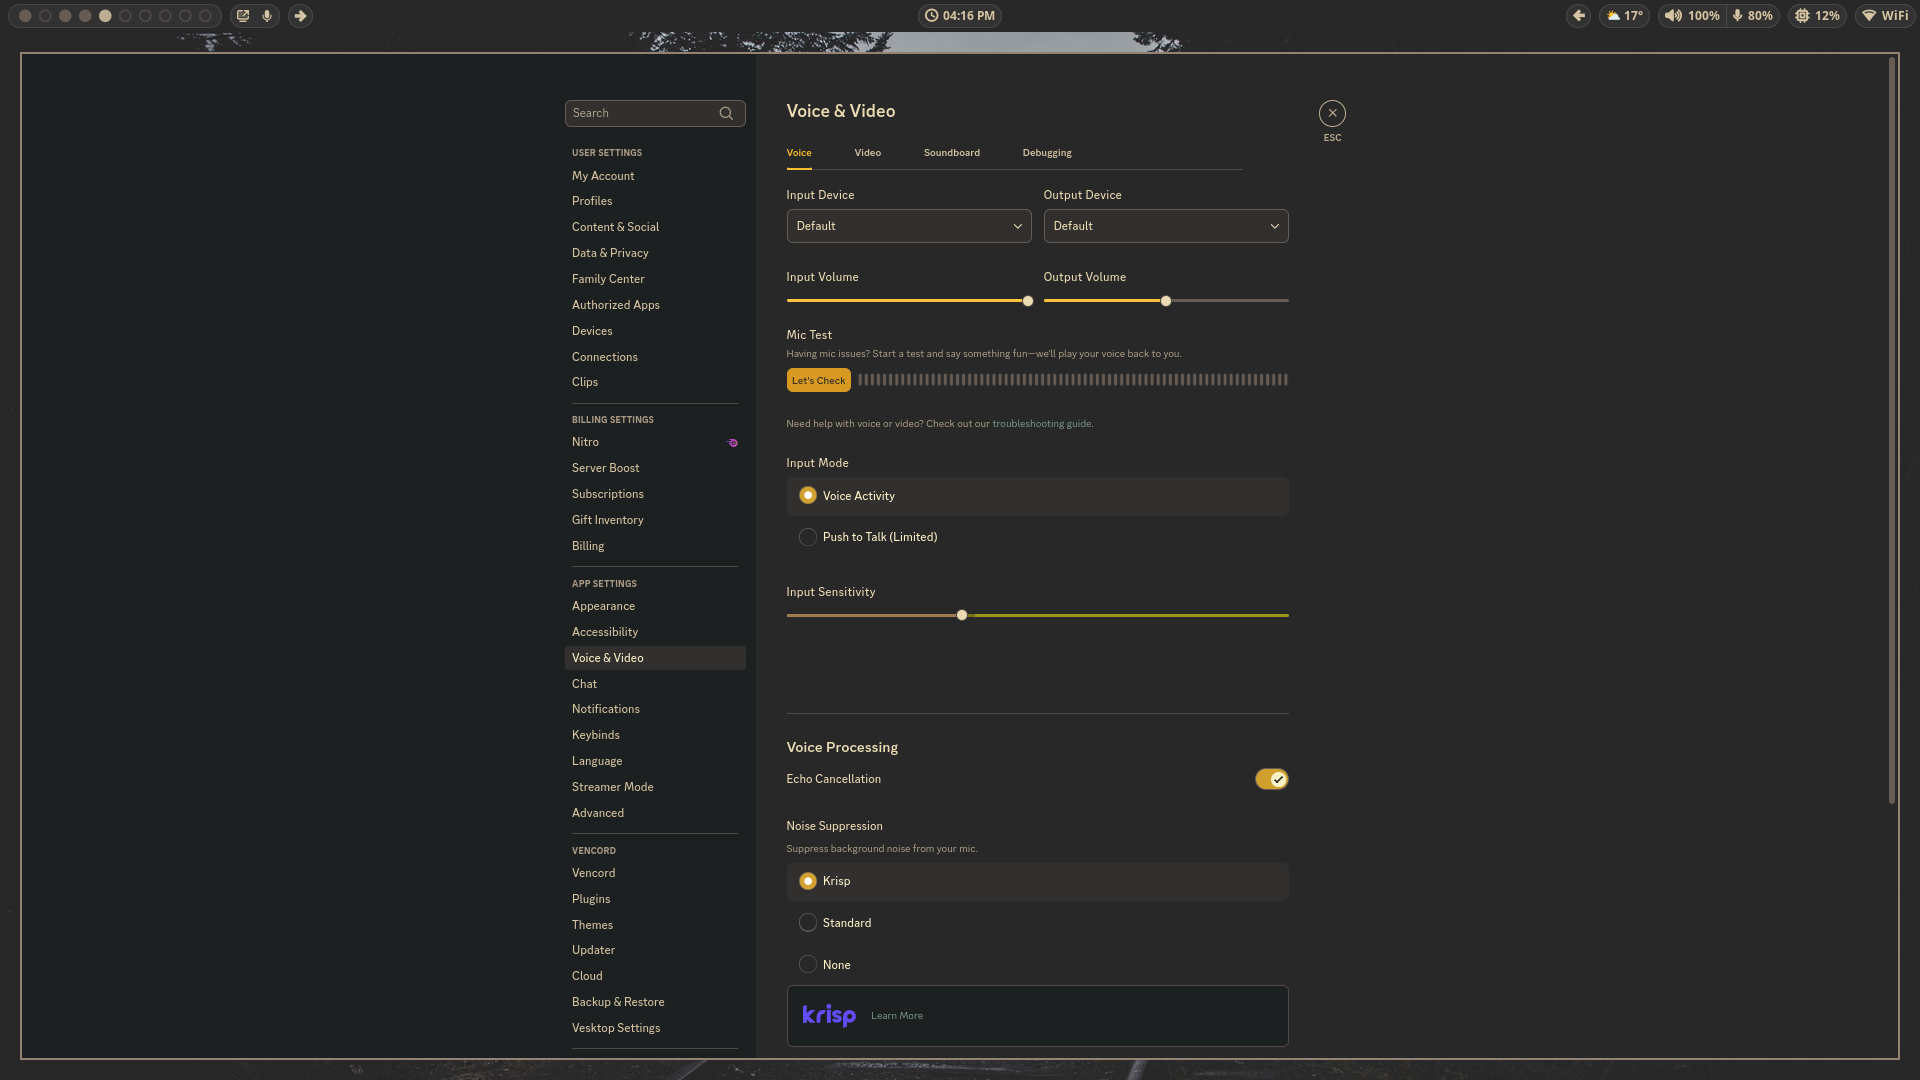 04:16 PM
17°
100%
80%
12%
WiFi
Search
USER SETTINGS
My Account
Profiles
Content & Social
Data & Privacy
Family Center
Authorized Apps
Devices
Connections
Clips
BILLING SETTINGS
Nitro
Server Boost
Subscriptions
Gift Inventory
Billing
APP SETTINGS
Appearance
Accessibility
Voice & Video
Chat
Notifications
Keybinds
Language
Streamer Mode
Advanced
VENCORD
Vencord
Plugins
Themes
Updater
Cloud
Backup & Restore
Vesktop Settings
Voice & Video
ESC
Voice
Video
Soundboard
Debugging
Input Device
Output Device
Default
Default
Input Volume
Output Volume
Mic Test
Having mic issues? Start a test and say something fun—we'll play your voice back to you.
Let's Check
Need help with voice or video? Check out our troubleshooting guide.
Input Mode
Voice Activity
Push to Talk (Limited)
Input Sensitivity
Voice Processing
Echo Cancellation
Noise Suppression
Suppress background noise from your mic.
Krisp
Standard
None
krisp
Learn More